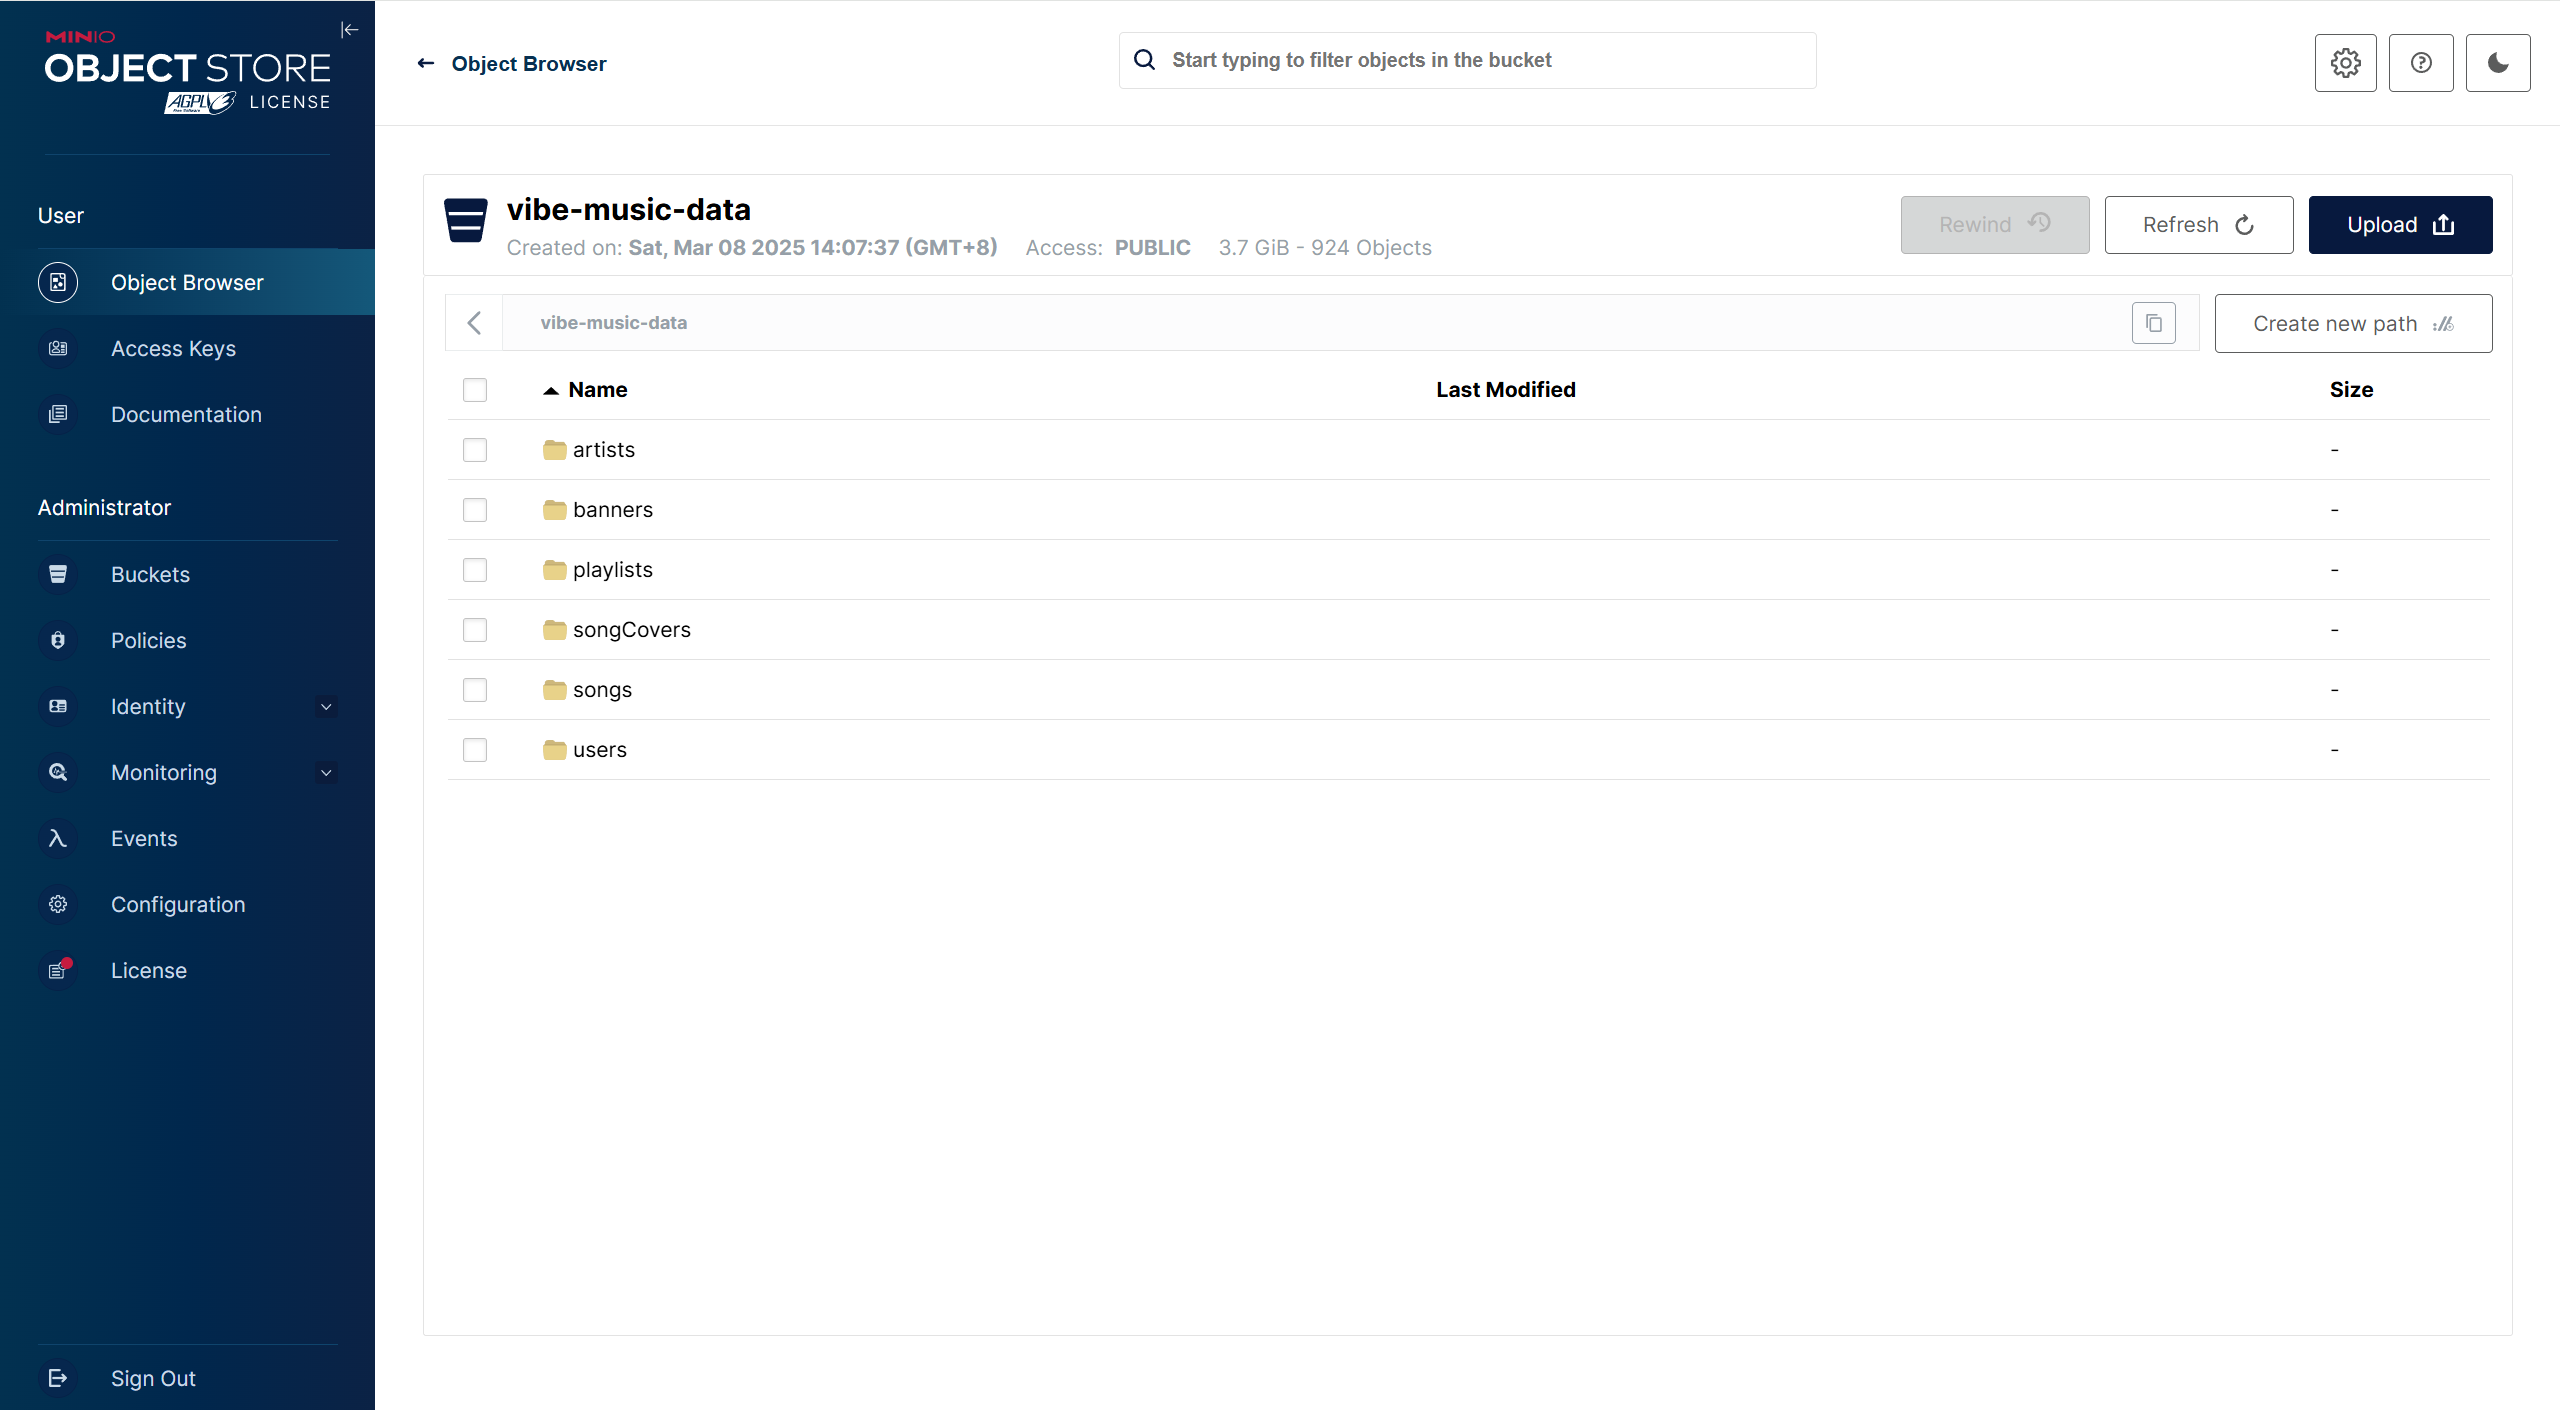 MINIO
OBJECT STORE
AGPL v3 LICENSE
Free Software
User
Object Browser
Access Keys
Documentation
Administrator
Buckets
Policies
Identity
Monitoring
Events
Configuration
License
Sign Out
Object Browser
Start typing to filter objects in the bucket
vibe-music-data
Created on: Sat, Mar 08 2025 14:07:37 (GMT+8) Access: PUBLIC 3.7 GiB - 924 Objects
Rewind
Refresh
Upload
vibe-music-data
Create new path
Name Last Modified Size
artists -
banners -
playlists -
songCovers -
songs -
users -